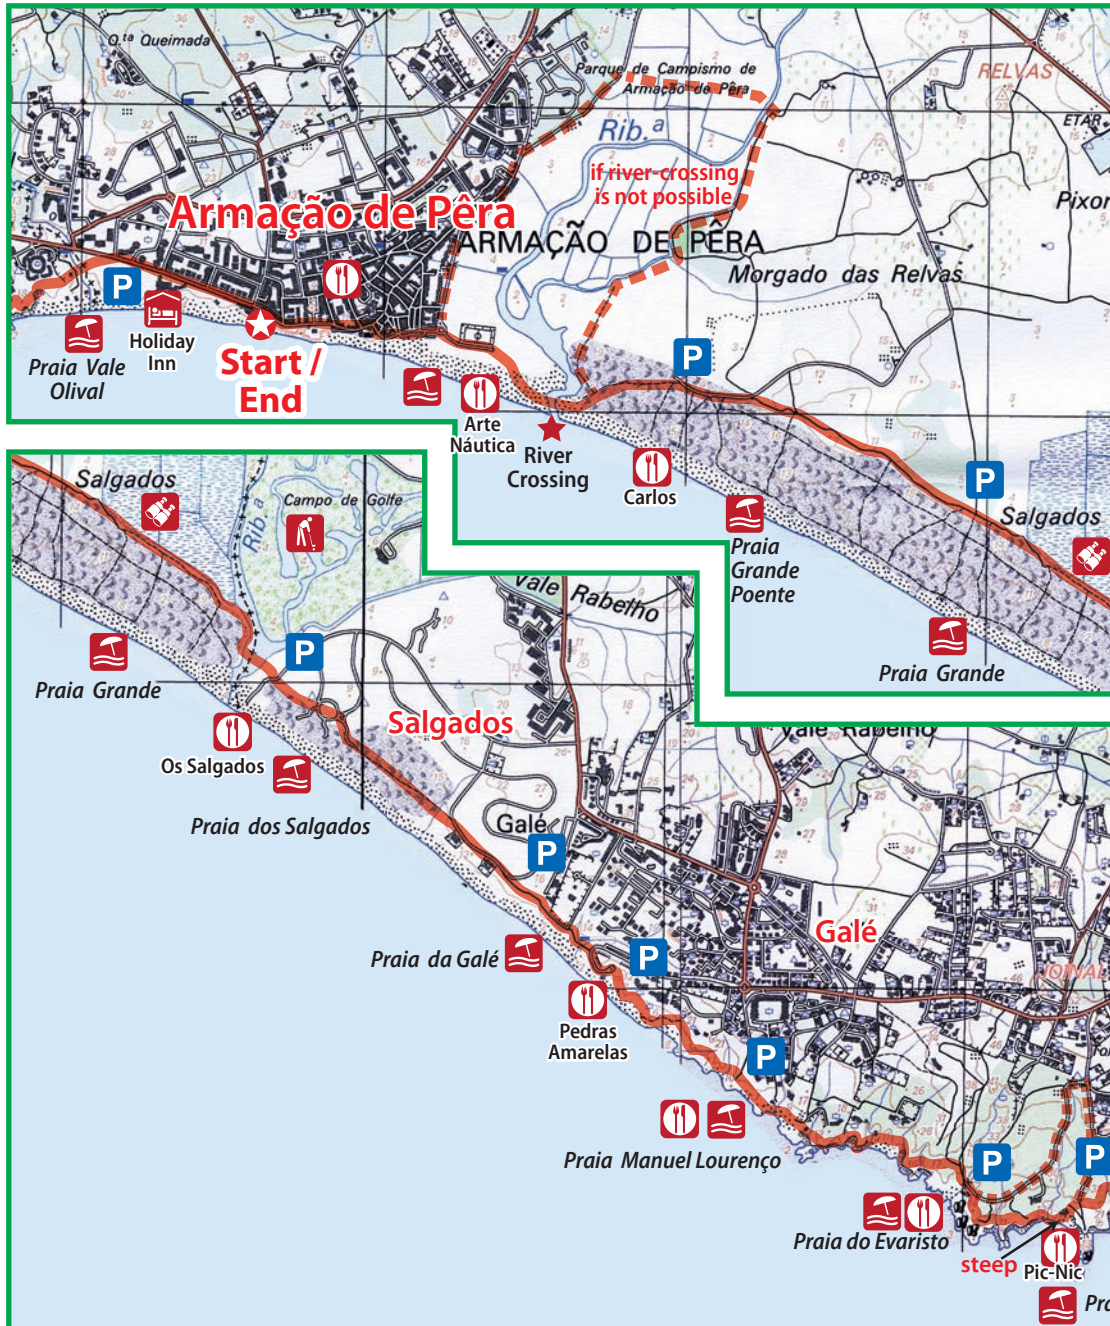 Q.ta Queimada
Parque de Campismo de
Armação de Pêra
RELVAS
ETAR
Rib.a
if river-crossing
is not possible
Pixor
Armação de Pêra
ARMAÇÃO DE PÊRA
Morgado das Relvas
P
Holiday
Inn
Praia Vale
Olival
Start /
End
P
Arte
Náutica
River
Crossing
Carlos
P
Salgados
Praia
Grande
Poente
Praia Grande
Salgados
Rib.a
Campo de Golfe
Vale Rabelho
P
Praia Grande
Salgados
Os Salgados
Praia dos Salgados
Vale Rabelho
Galé
P
Galé
Praia da Galé
P
JOINAL
Pedras
Amarelas
P
Praia Manuel Lourenço
P
P
Praia do Evaristo
steep
Pic-Nic
Pra